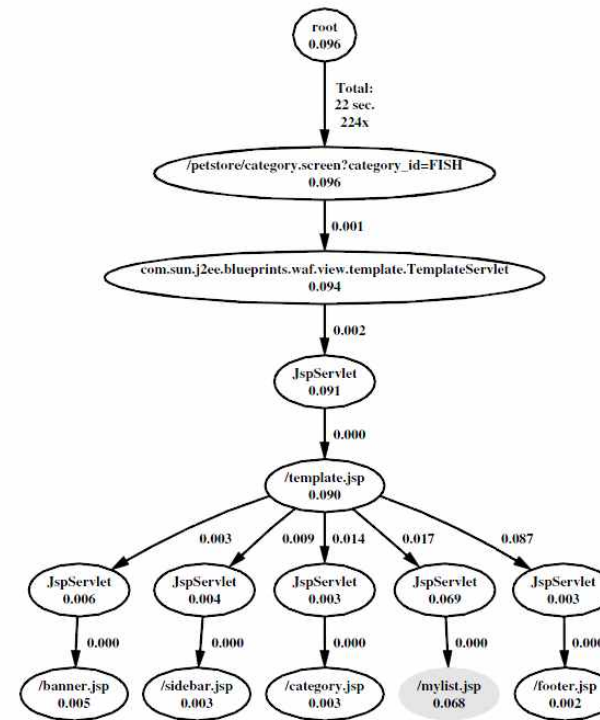 root
0.096
Total:
22 sec.
224x
/petstore/category.screen?category_id=FISH
0.096
0.001
com.sun.j2ee.blueprints.waf.view.template.TemplateServlet
0.094
0.002
JspServlet
0.091
0.000
/template.jsp
0.090
0.003 0.009 0.014 0.017 0.087
JspServlet JspServlet JspServlet JspServlet JspServlet
0.006 0.004 0.003 0.069 0.003
0.000 0.000 0.000 0.000 0.000
/banner.jsp /sidebar.jsp /category.jsp /mylist.jsp /footer.jsp
0.005 0.003 0.003 0.068 0.002